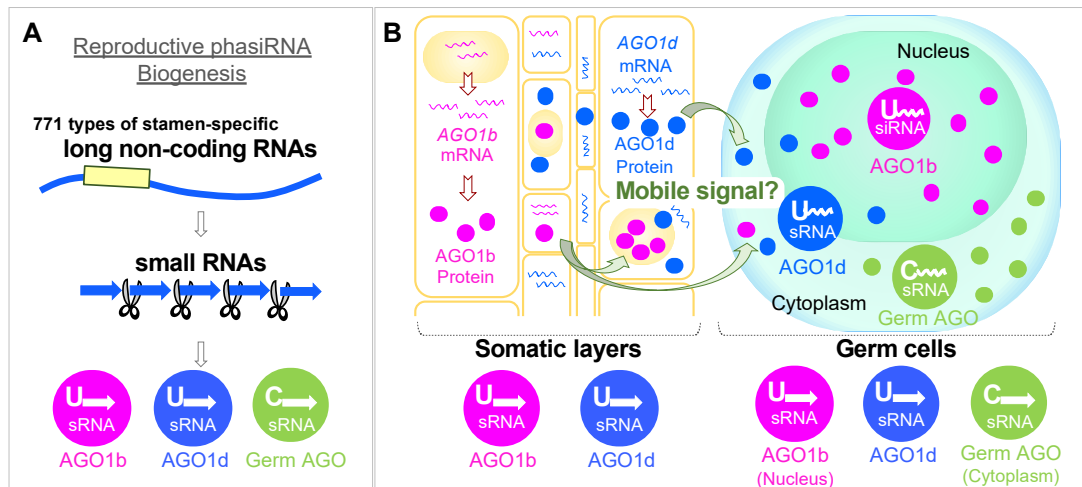 A
Reproductive phasiRNA
Biogenesis
771 types of stamen-specific
long non-coding RNAs
small RNAs
U
sRNA
AGO1b
U
sRNA
AGO1d
C
sRNA
Germ AGO
B
AGO1b
mRNA
AGO1b
Protein
AGO1d
mRNA
AGO1d
Protein
Mobile signal?
Nucleus
U
siRNA
AGO1b
U
sRNA
AGO1d
C
sRNA
Germ AGO
Cytoplasm
Somatic layers
U
sRNA
AGO1b
U
sRNA
AGO1d
Germ cells
U
sRNA
AGO1b
(Nucleus)
U
sRNA
AGO1d
C
sRNA
Germ AGO
(Cytoplasm)